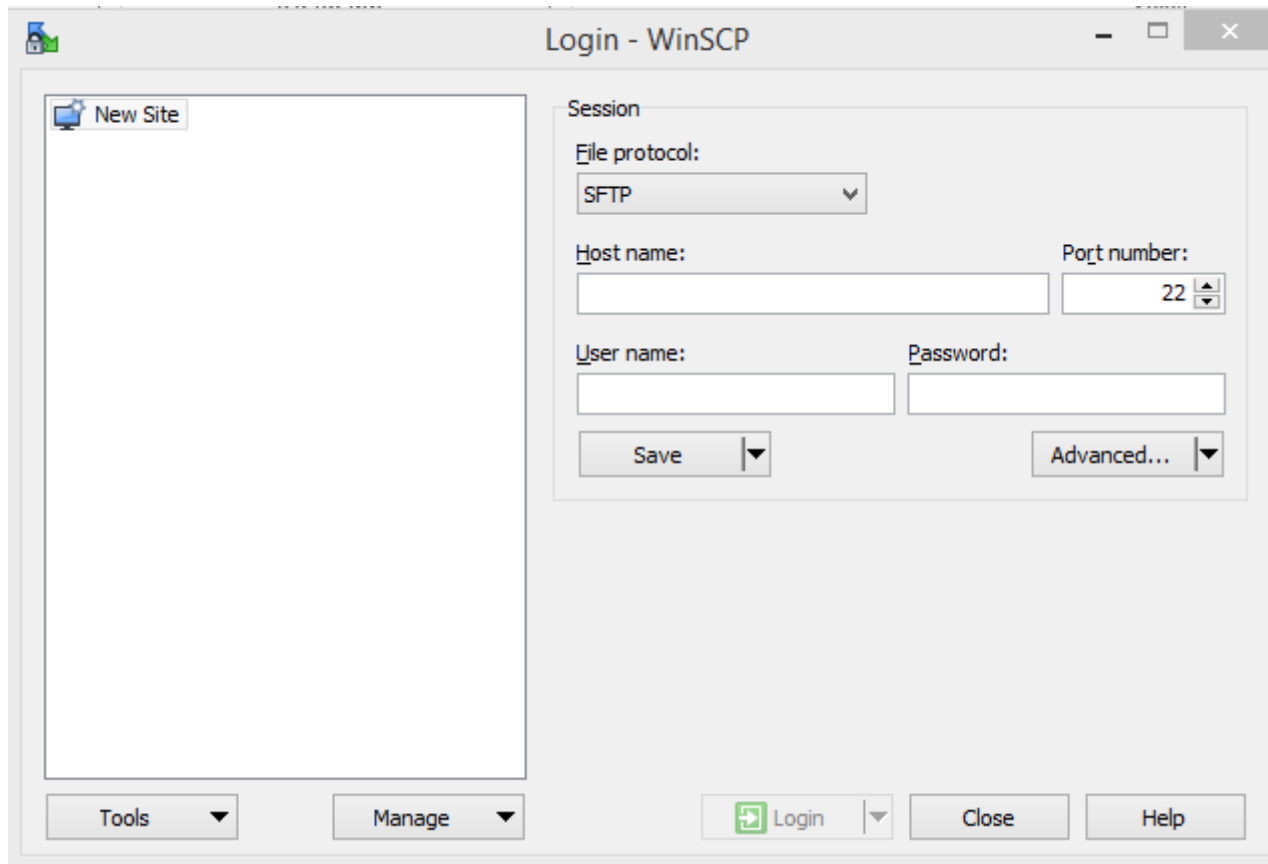 Login - WinSCP
New Site
Session
File protocol:
SFTP
Host name: Port number:
22
User name: Password:
Save Advanced...
Tools Manage Login Close Help